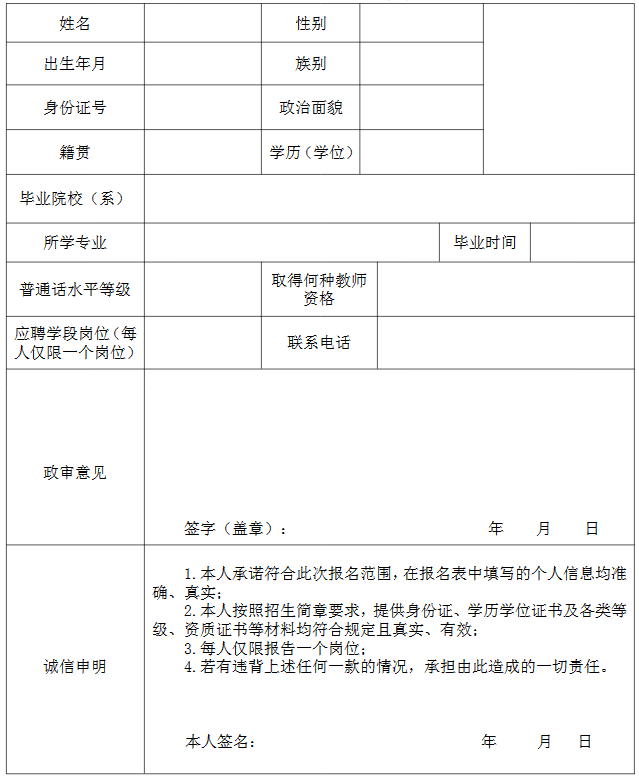 姓名 性别
出生年月 族别
身份证号 政治面貌
籍贯 学历（学位）
毕业院校（系）
所学专业 毕业时间
普通话水平等级 取得何种教师
资格
应聘学段岗位（每
人仅限一个岗位） 联系电话
政审意见
签字（盖章）： 年 月 日
诚信申明
1.本人承诺符合此次报名范围，在报名表中填写的个人信息均准
确、真实；
2.本人按照招生简章要求，提供身份证、学历学位证书及各类等
级、资质证书等材料均符合规定且真实、有效；
3.每人仅限报告一个岗位；
4.若有违背上述任何一款的情况，承担由此造成的一切责任。
本人签名： 年 月 日